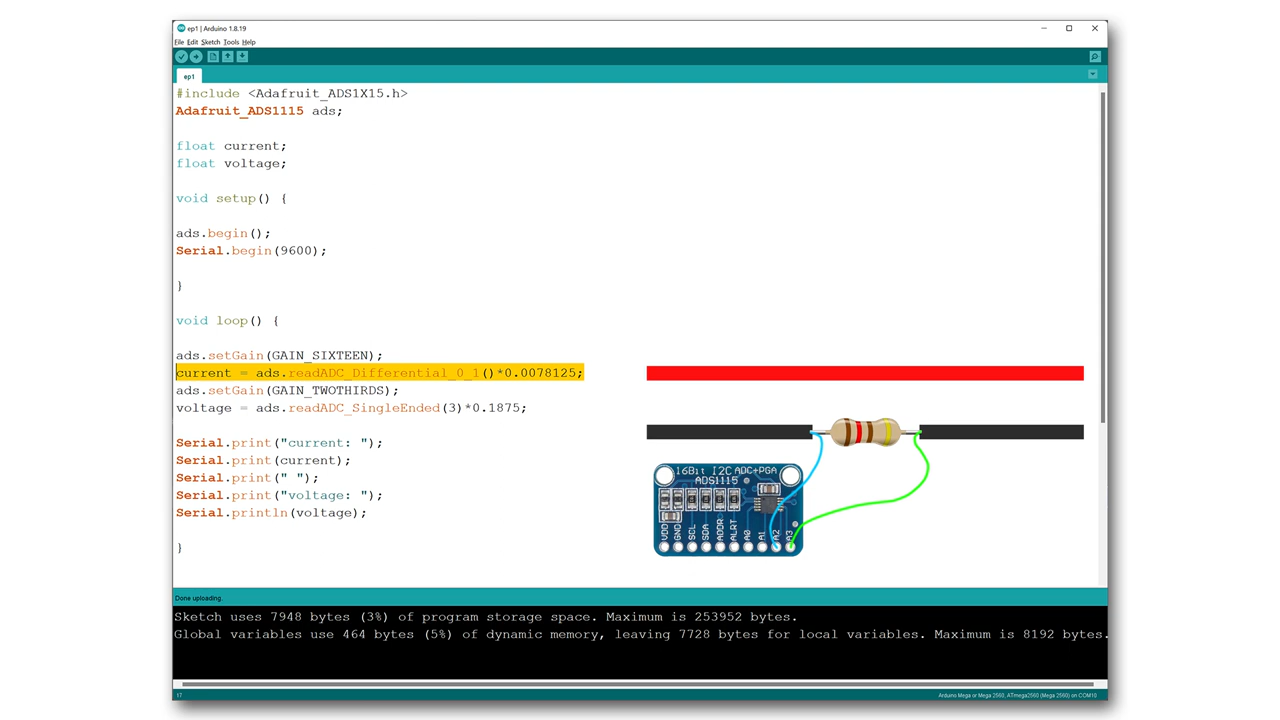 ep1 | Arduino 1.8.19
File Edit Sketch Tools Help
ep1
#include <Adafruit_ADS1X15.h>
Adafruit_ADS1115 ads;
float current;
float voltage;
void setup() {
ads.begin();
Serial.begin(9600);
}
void loop() {
ads.setGain(GAIN_SIXTEEN);
current = ads.readADC_Differential_0_1()*0.0078125;
ads.setGain(GAIN_TWOTHIRDS);
voltage = ads.readADC_SingleEnded(3)*0.1875;
Serial.print("current: ");
Serial.print(current);
Serial.print(" ");
Serial.print("voltage: ");
Serial.println(voltage);
}
16Bit I2C ADC+PGA
ADS1115
VDD
GND
SCL
SDA
ADDR
ALRT
A0
A1
A2
A3
Done uploading.
Sketch uses 7948 bytes (3%) of program storage space. Maximum is 253952 bytes.
Global variables use 464 bytes (5%) of dynamic memory, leaving 7728 bytes for local variables. Maximum is 8192 bytes.
17
Arduino Mega or Mega 2560, ATmega2560 (Mega 2560) on COM10